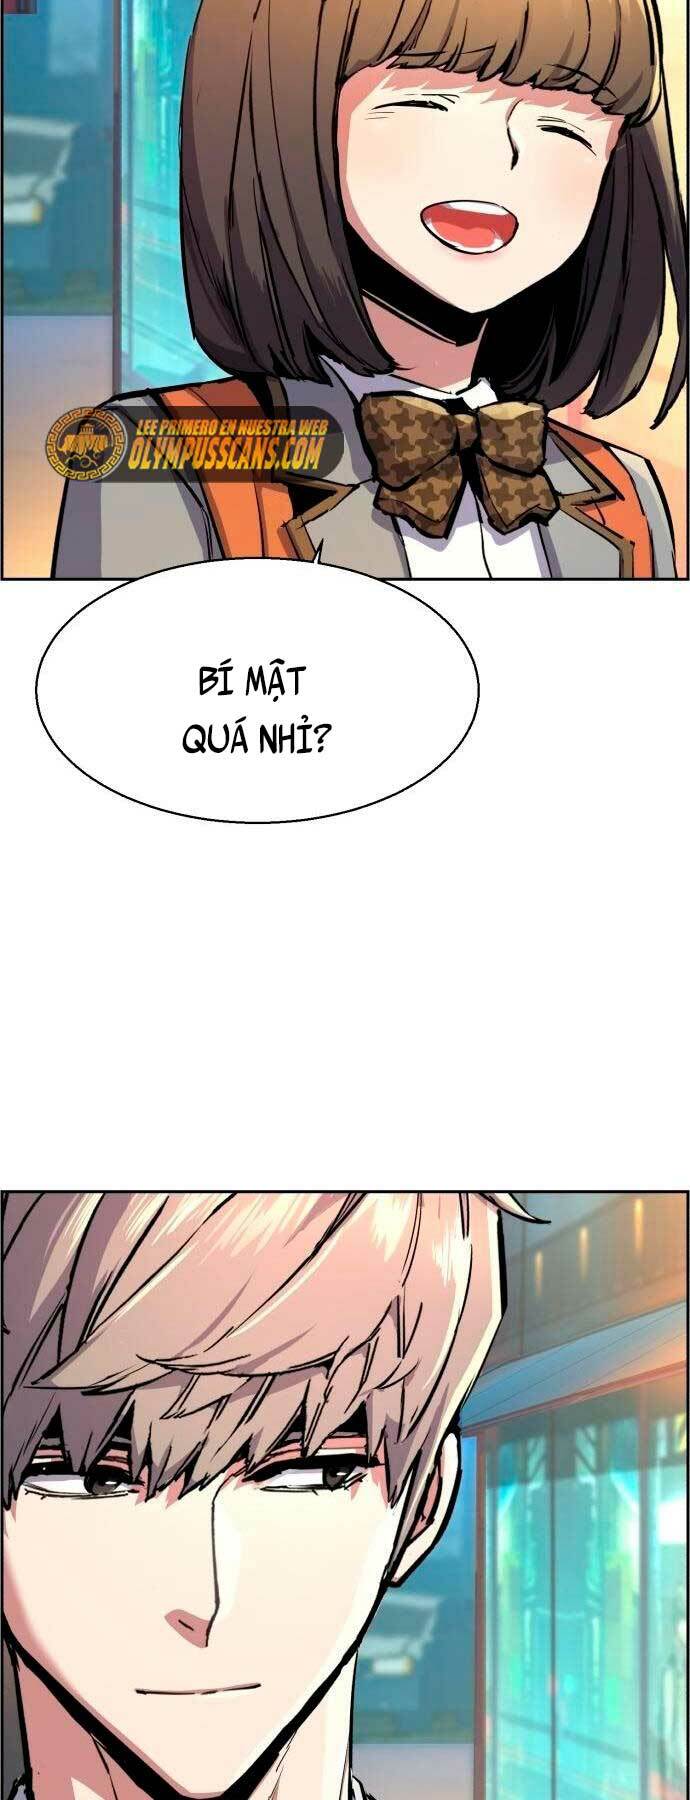 LEE PRIMERO EN NUESTRA WEB
OLYMPUSSCANS.COM
BÍ MẬT
QUÁ NHỈ?